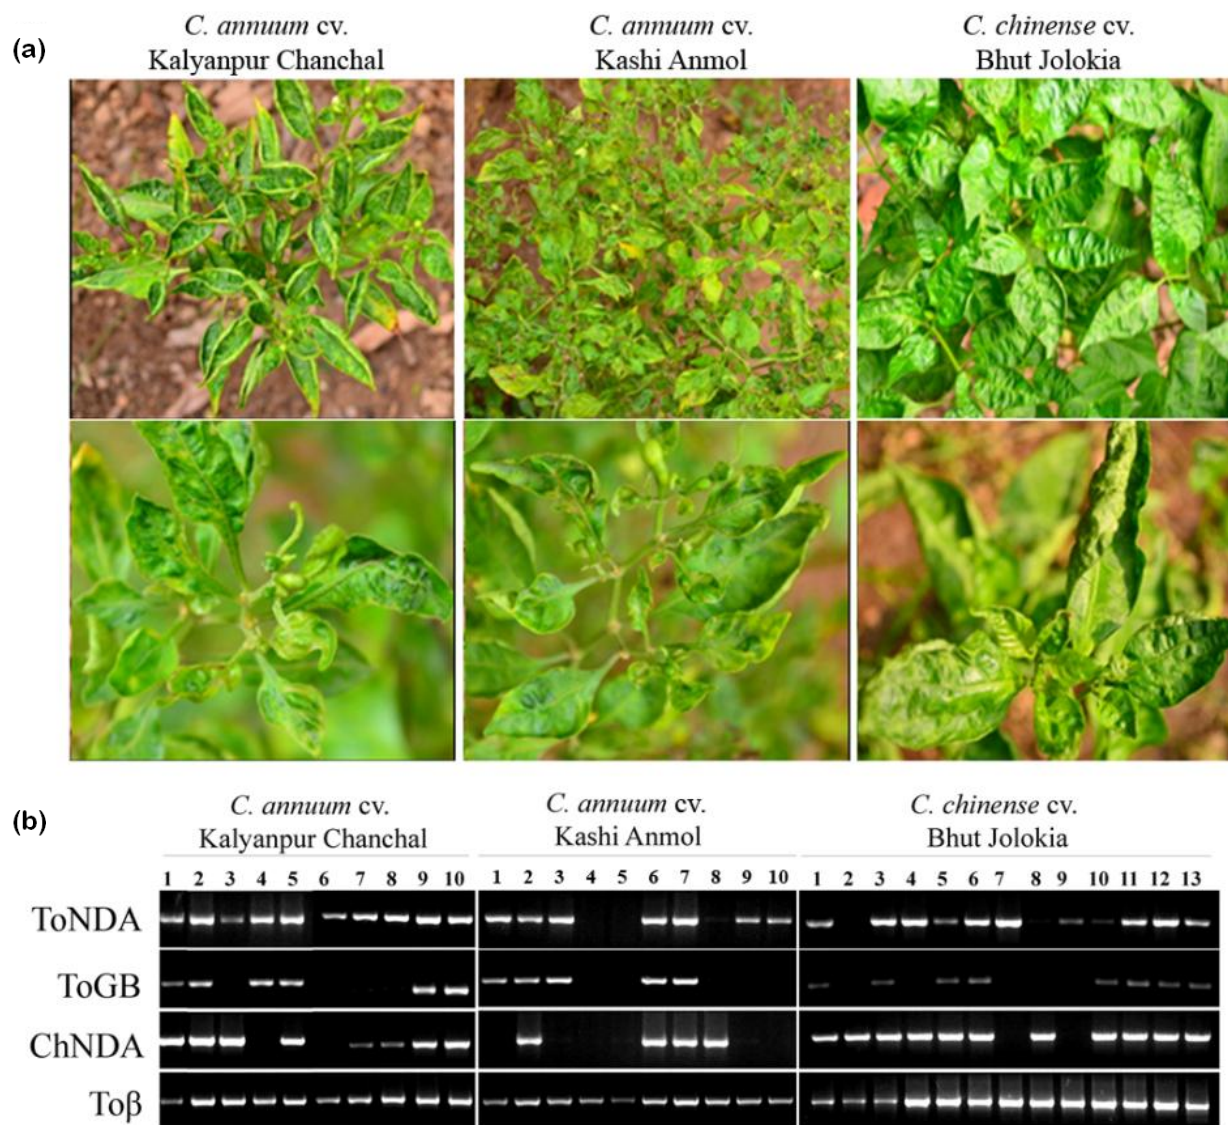 (a)
C. annuum cv.
Kalyanpur Chanchal
C. annuum cv.
Kashi Anmol
C. chinense cv.
Bhut Jolokia
(b)
C. annuum cv.
Kalyanpur Chanchal
C. annuum cv.
Kashi Anmol
C. chinense cv.
Bhut Jolokia
1 2 3 4 5 6 7 8 9 10
1 2 3 4 5 6 7 8 9 10
1 2 3 4 5 6 7 8 9 10 11 12 13
ToNDA
ToGB
ChNDA
Toβ